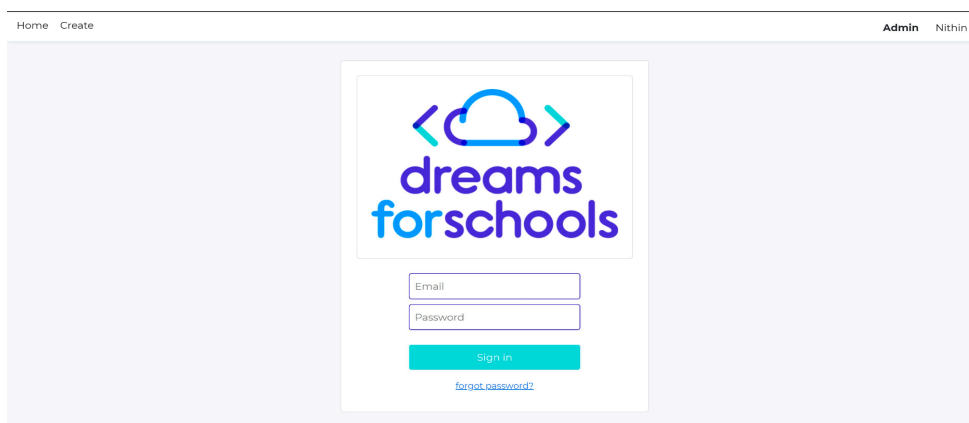 Home Create Admin Nithin
dreams
forschools
Email
Password
Sign in
forgot password?